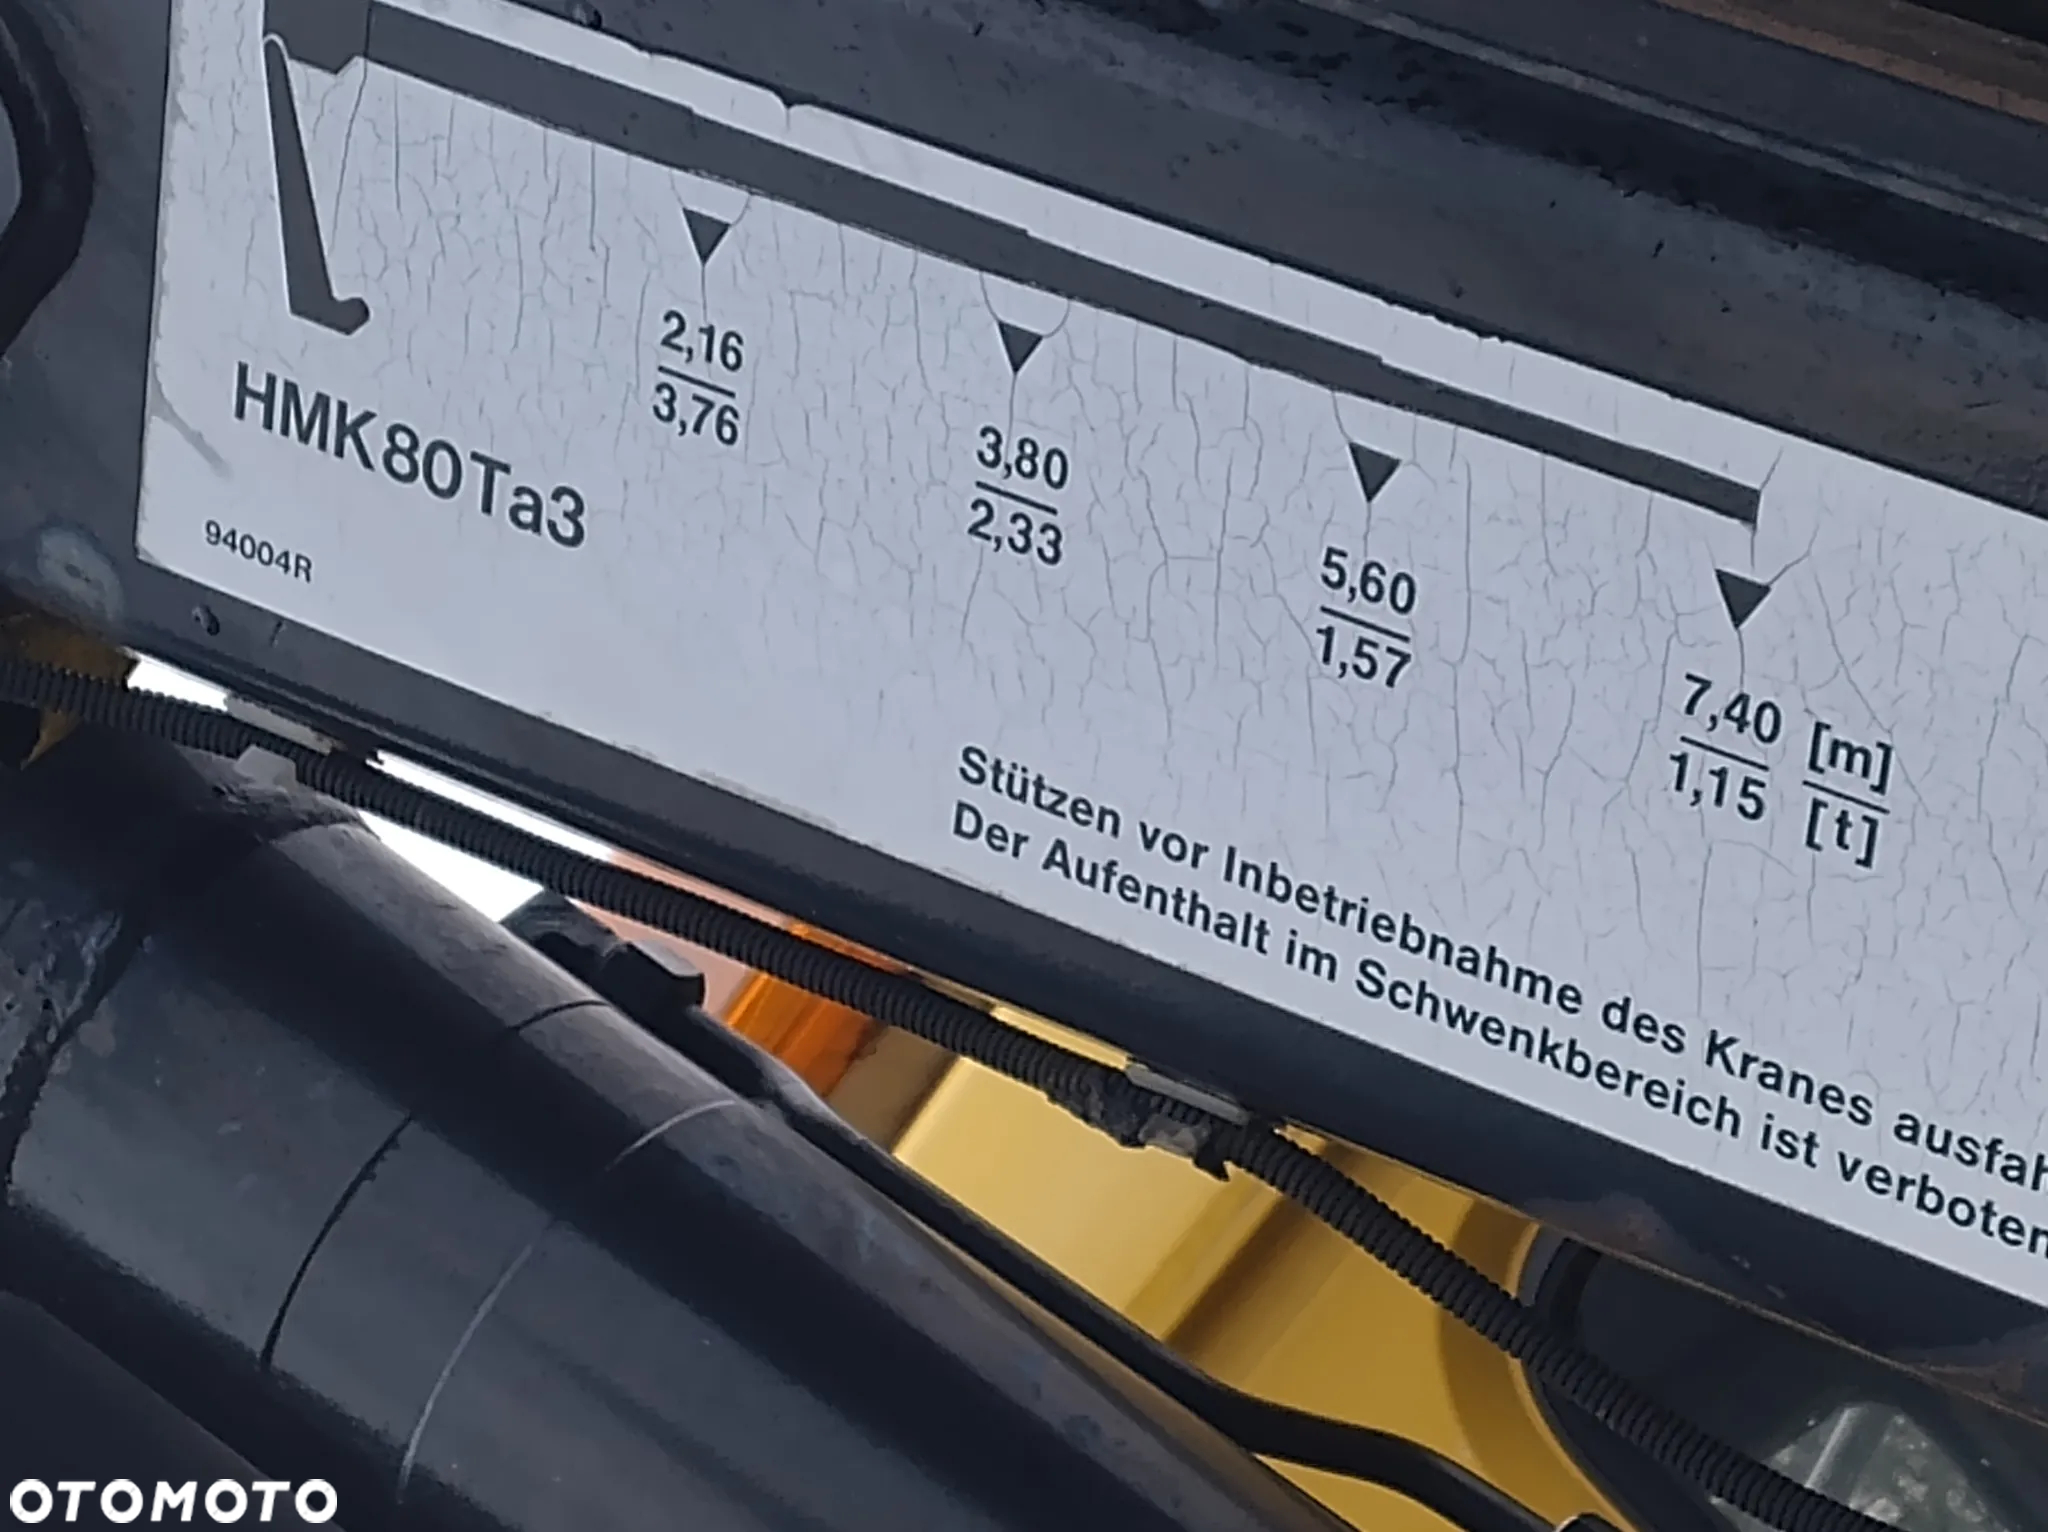 2,16
3,76
3,80
2,33
5,60
1,57
7,40 [m]
1,15 [t]
HMK80Ta3
94004R
Stützen vor Inbetriebnahme des Kranes
Der Aufenthalt im Schwenkbereich ist verboten
OTOMOTO